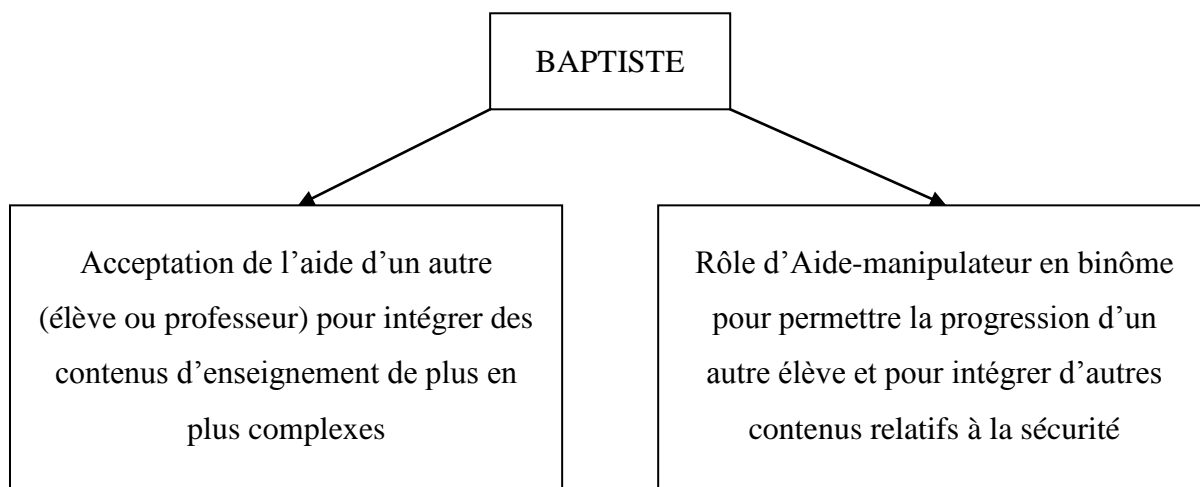 BAPTISTE
Acceptation de l’aide d’un autre
(élève ou professeur) pour intégrer des
contenus d’enseignement de plus en
plus complexes
Rôle d’Aide-manipulateur en binôme
pour permettre la progression d’un
autre élève et pour intégrer d’autres
contenus relatifs à la sécurité